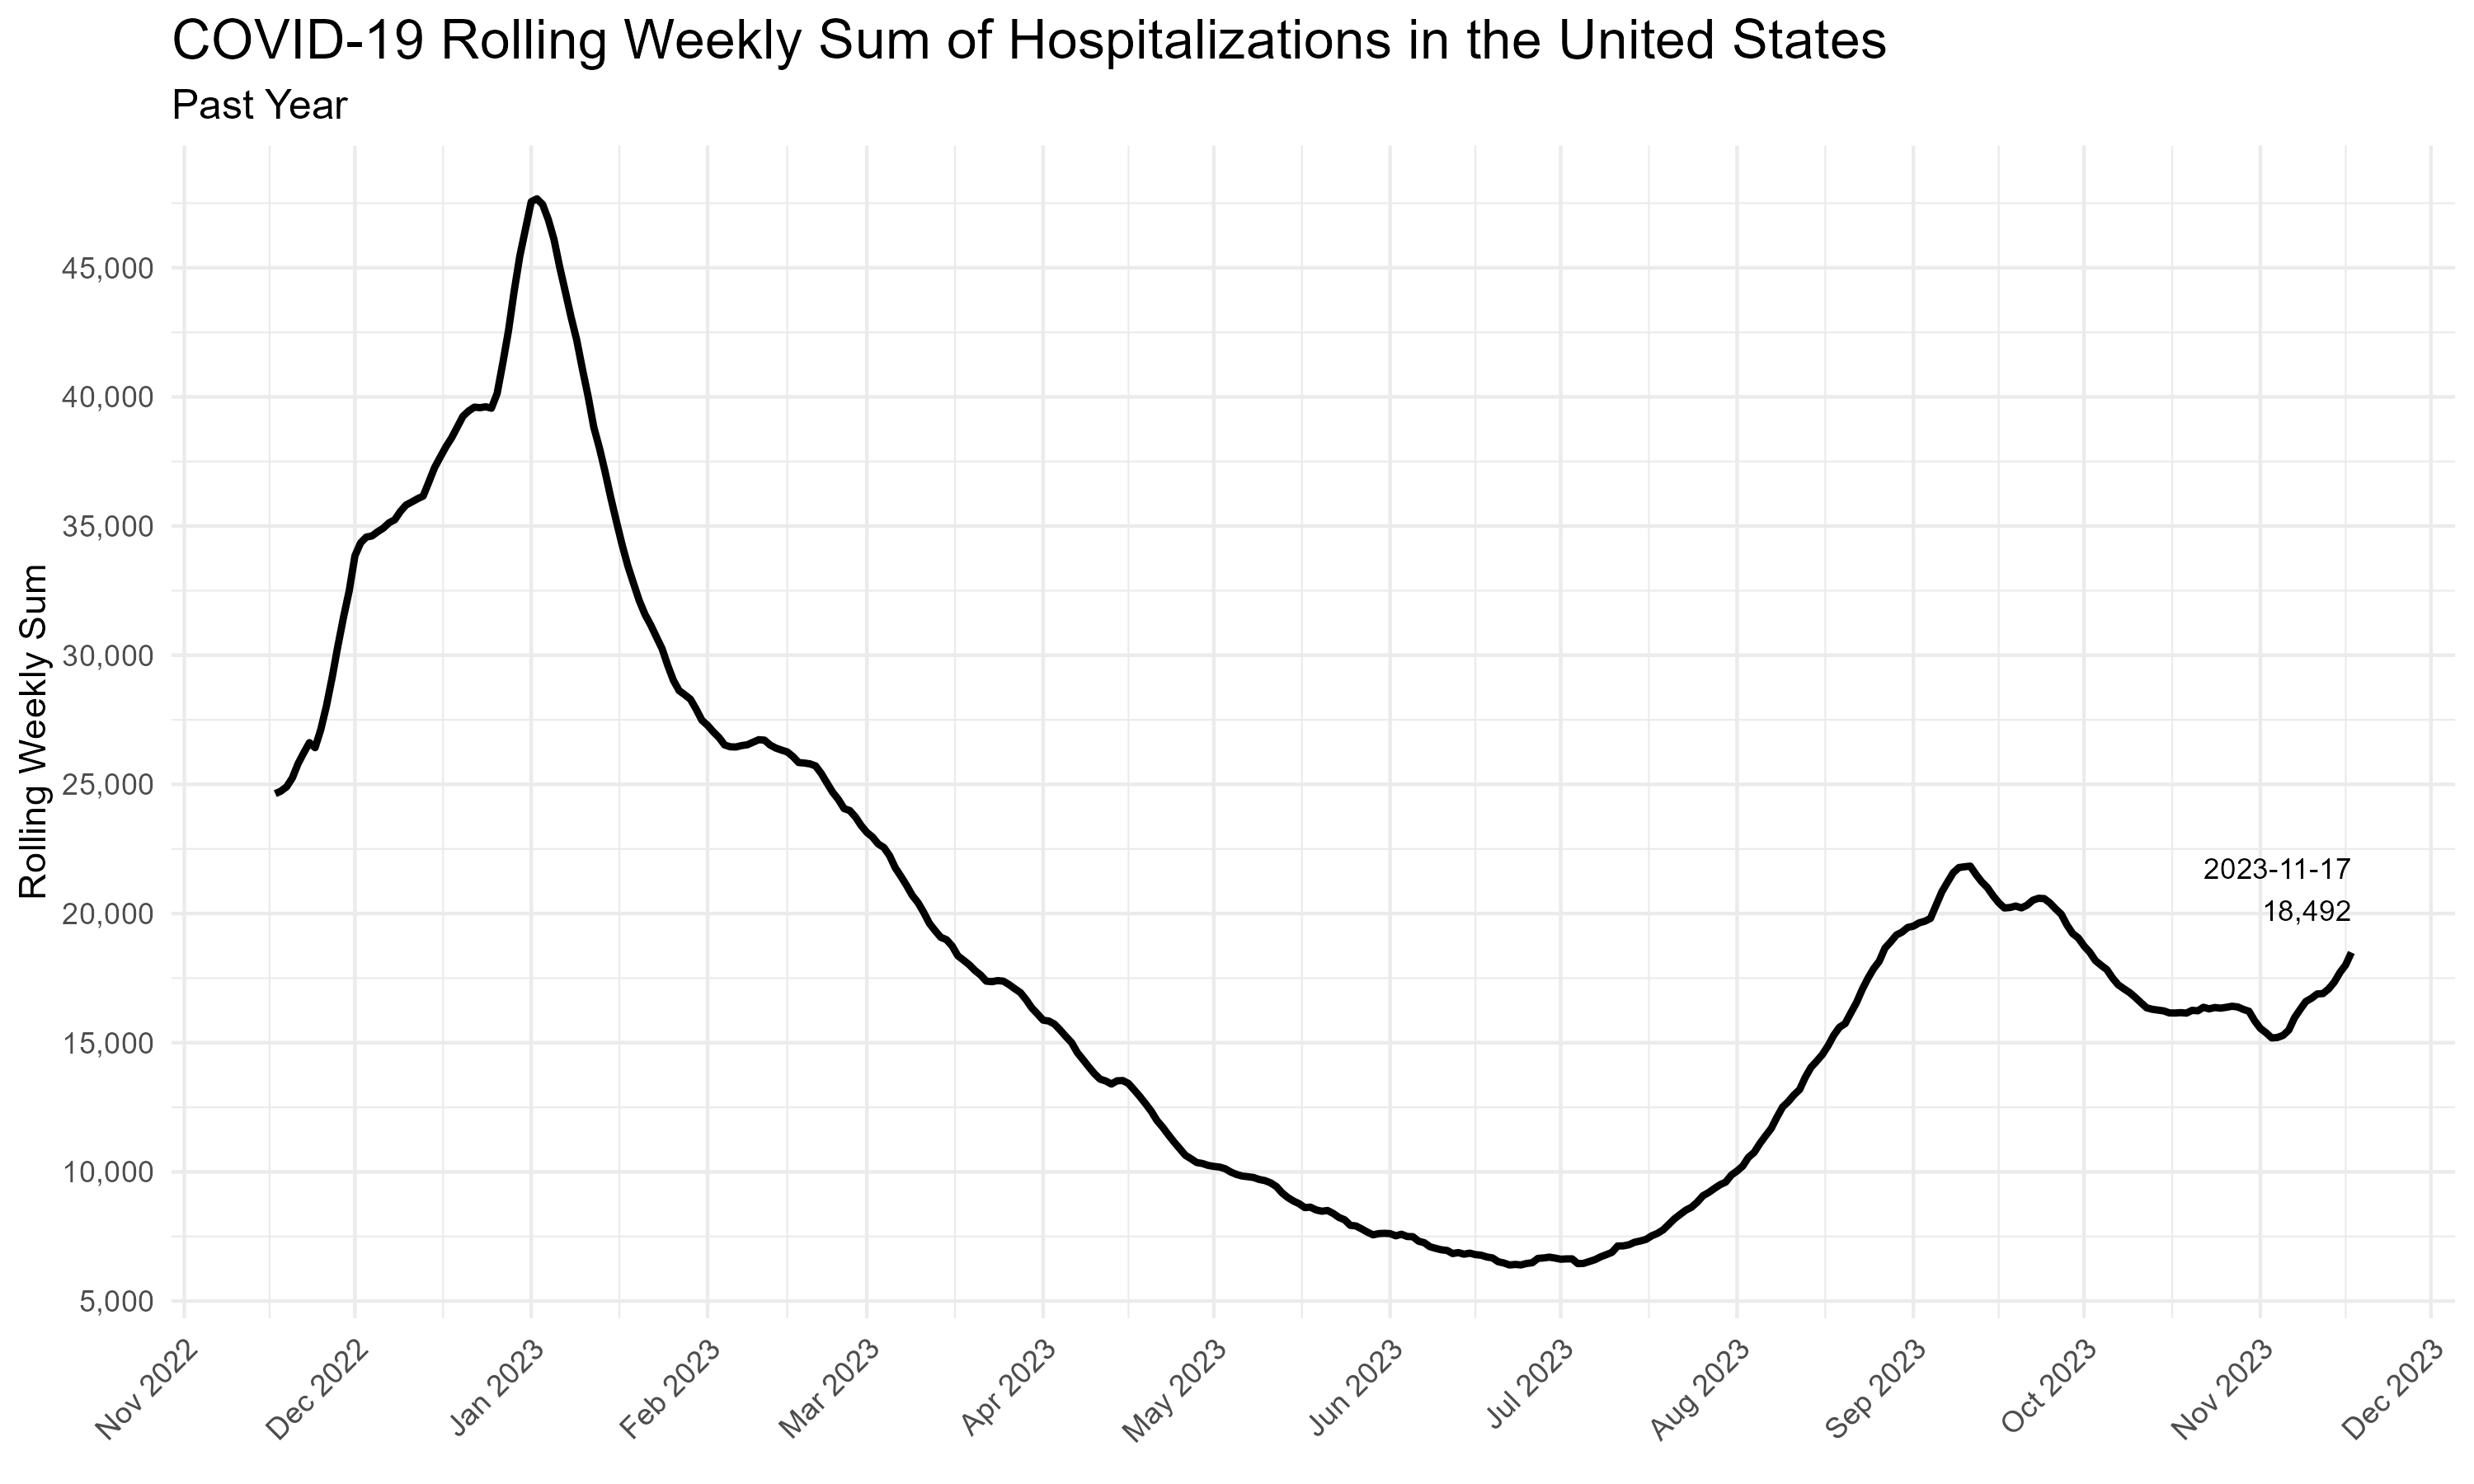 COVID-19 Rolling Weekly Sum of Hospitalizations in the United States
Past Year
Rolling Weekly Sum
45,000
40,000
35,000
30,000
25,000
20,000
15,000
10,000
5,000
2023-11-17
18,492
Nov 2022
Dec 2022
Jan 2023
Feb 2023
Mar 2023
Apr 2023
May 2023
Jun 2023
Jul 2023
Aug 2023
Sep 2023
Oct 2023
Nov 2023
Dec 2023